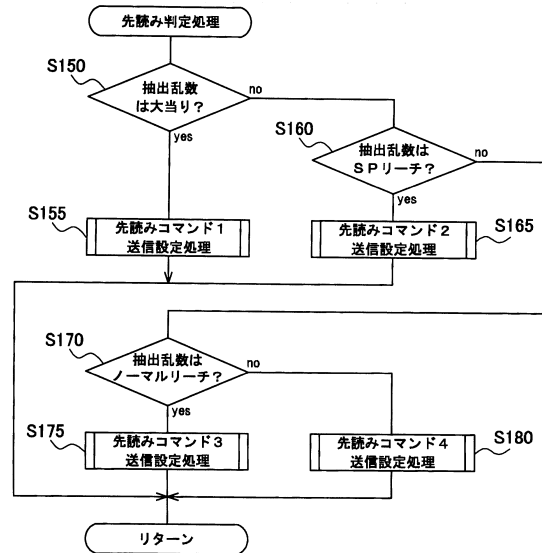 先読み判定処理
S150
抽出乱数
は大当り？
no
yes
S160
抽出乱数は
ＳＰリーチ？
no
yes
S155
先読みコマンド１
送信設定処理
先読みコマンド２
送信設定処理
S165
S170
抽出乱数は
ノーマルリーチ？
no
yes
S175
先読みコマンド３
送信設定処理
先読みコマンド４
送信設定処理
S180
リターン